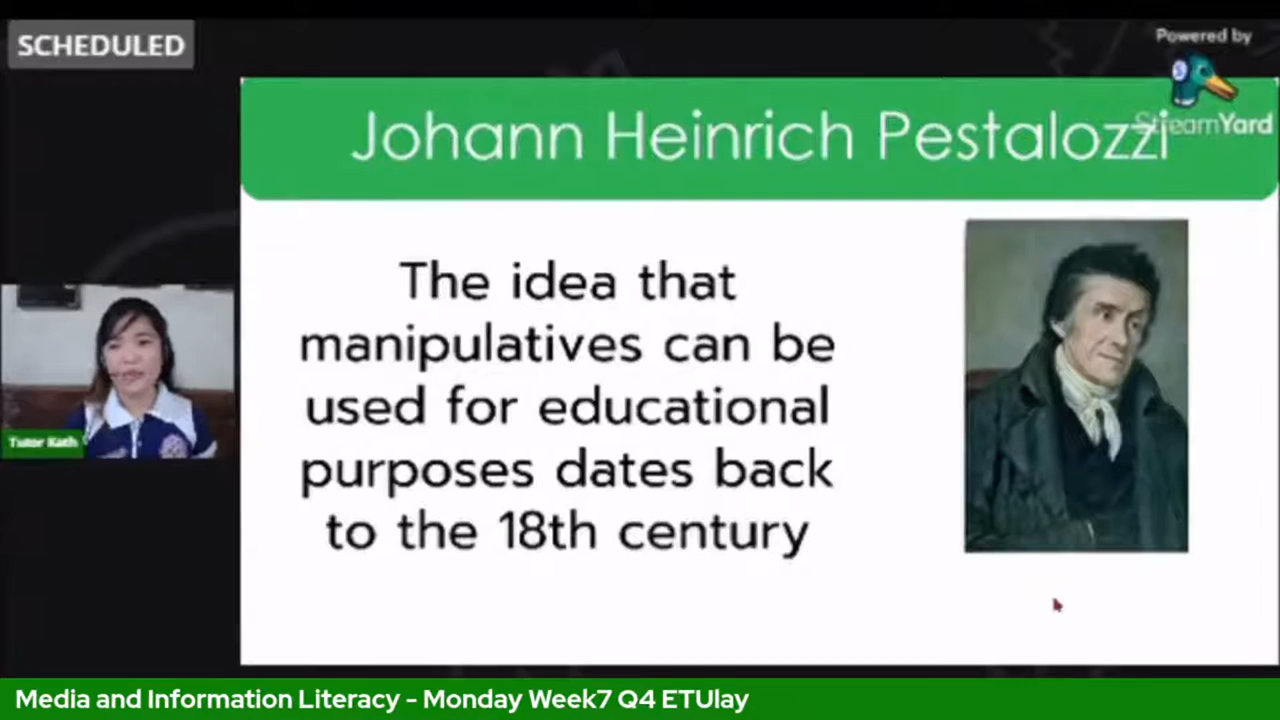 SCHEDULED
Powered by
StreamYard
Johann Heinrich Pestalozzi
The idea that
manipulatives can be
used for educational
purposes dates back
to the 18th century
Tutor Kath
Media and Information Literacy - Monday Week7 Q4 ETUlay